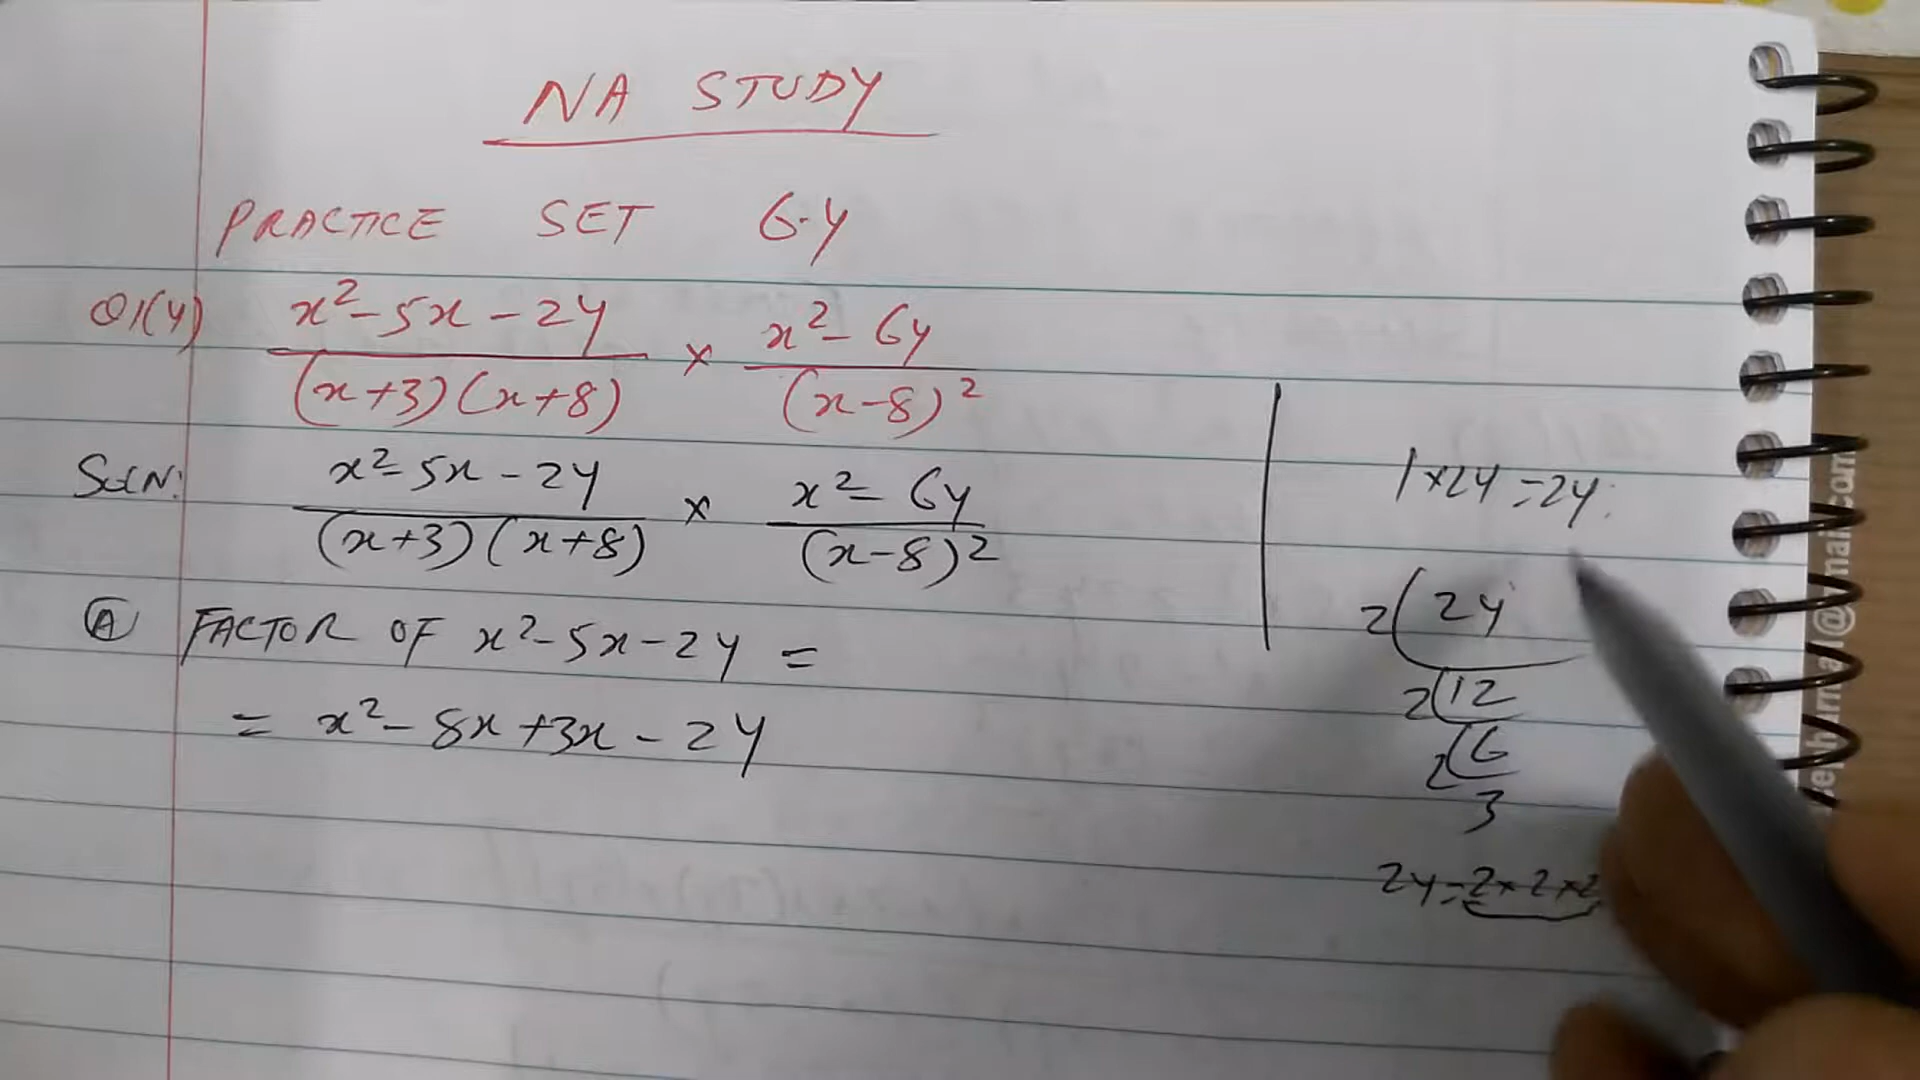 NA STUDY
PRACTICE SET 6.4
Q1(4) x²-5x-24 / (x+3)(x+8) × x²-64 / (x-8)²
SOLN: x²-5x-24 / (x+3)(x+8) × x²-64 / (x-8)²
(A) FACTOR OF x²-5x-24 =
= x²-8x+3x-24
1×24=24
2 24
2 12
2 6
3
24=2×2×2